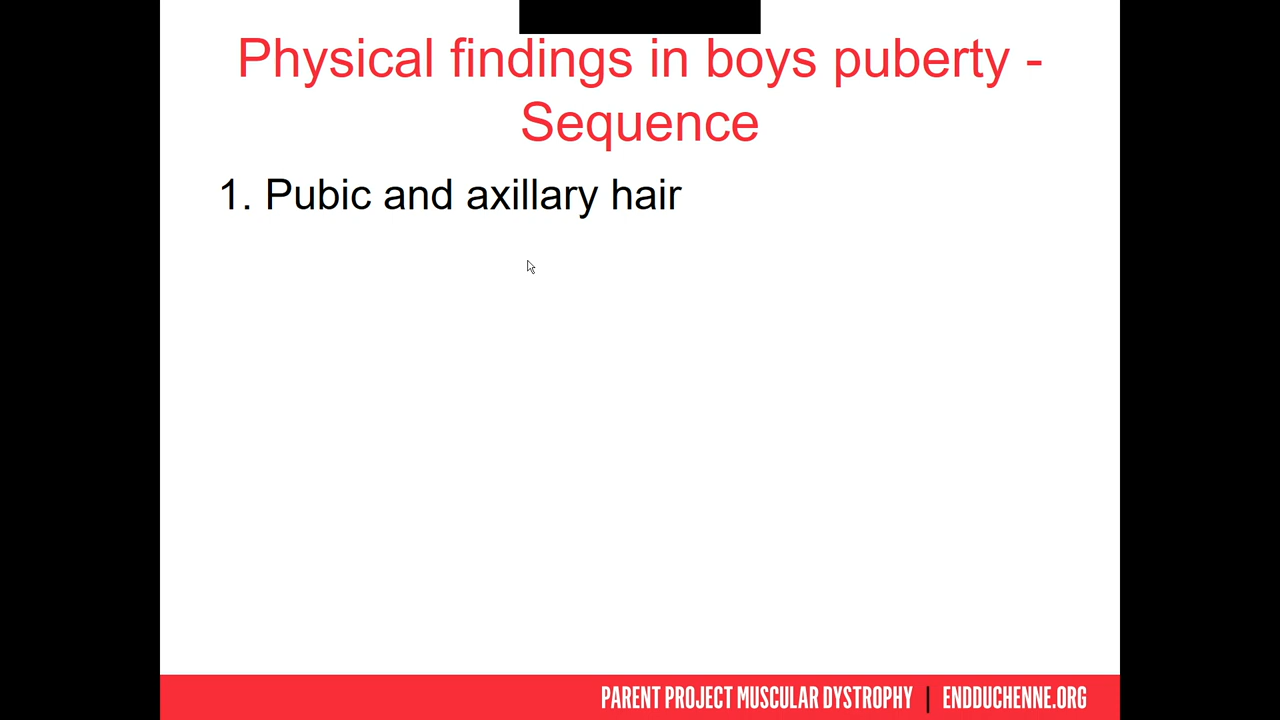 Physical findings in boys puberty -
Sequence
1. Pubic and axillary hair
PARENT PROJECT MUSCULAR DYSTROPHY | ENDDUCHENNE.ORG